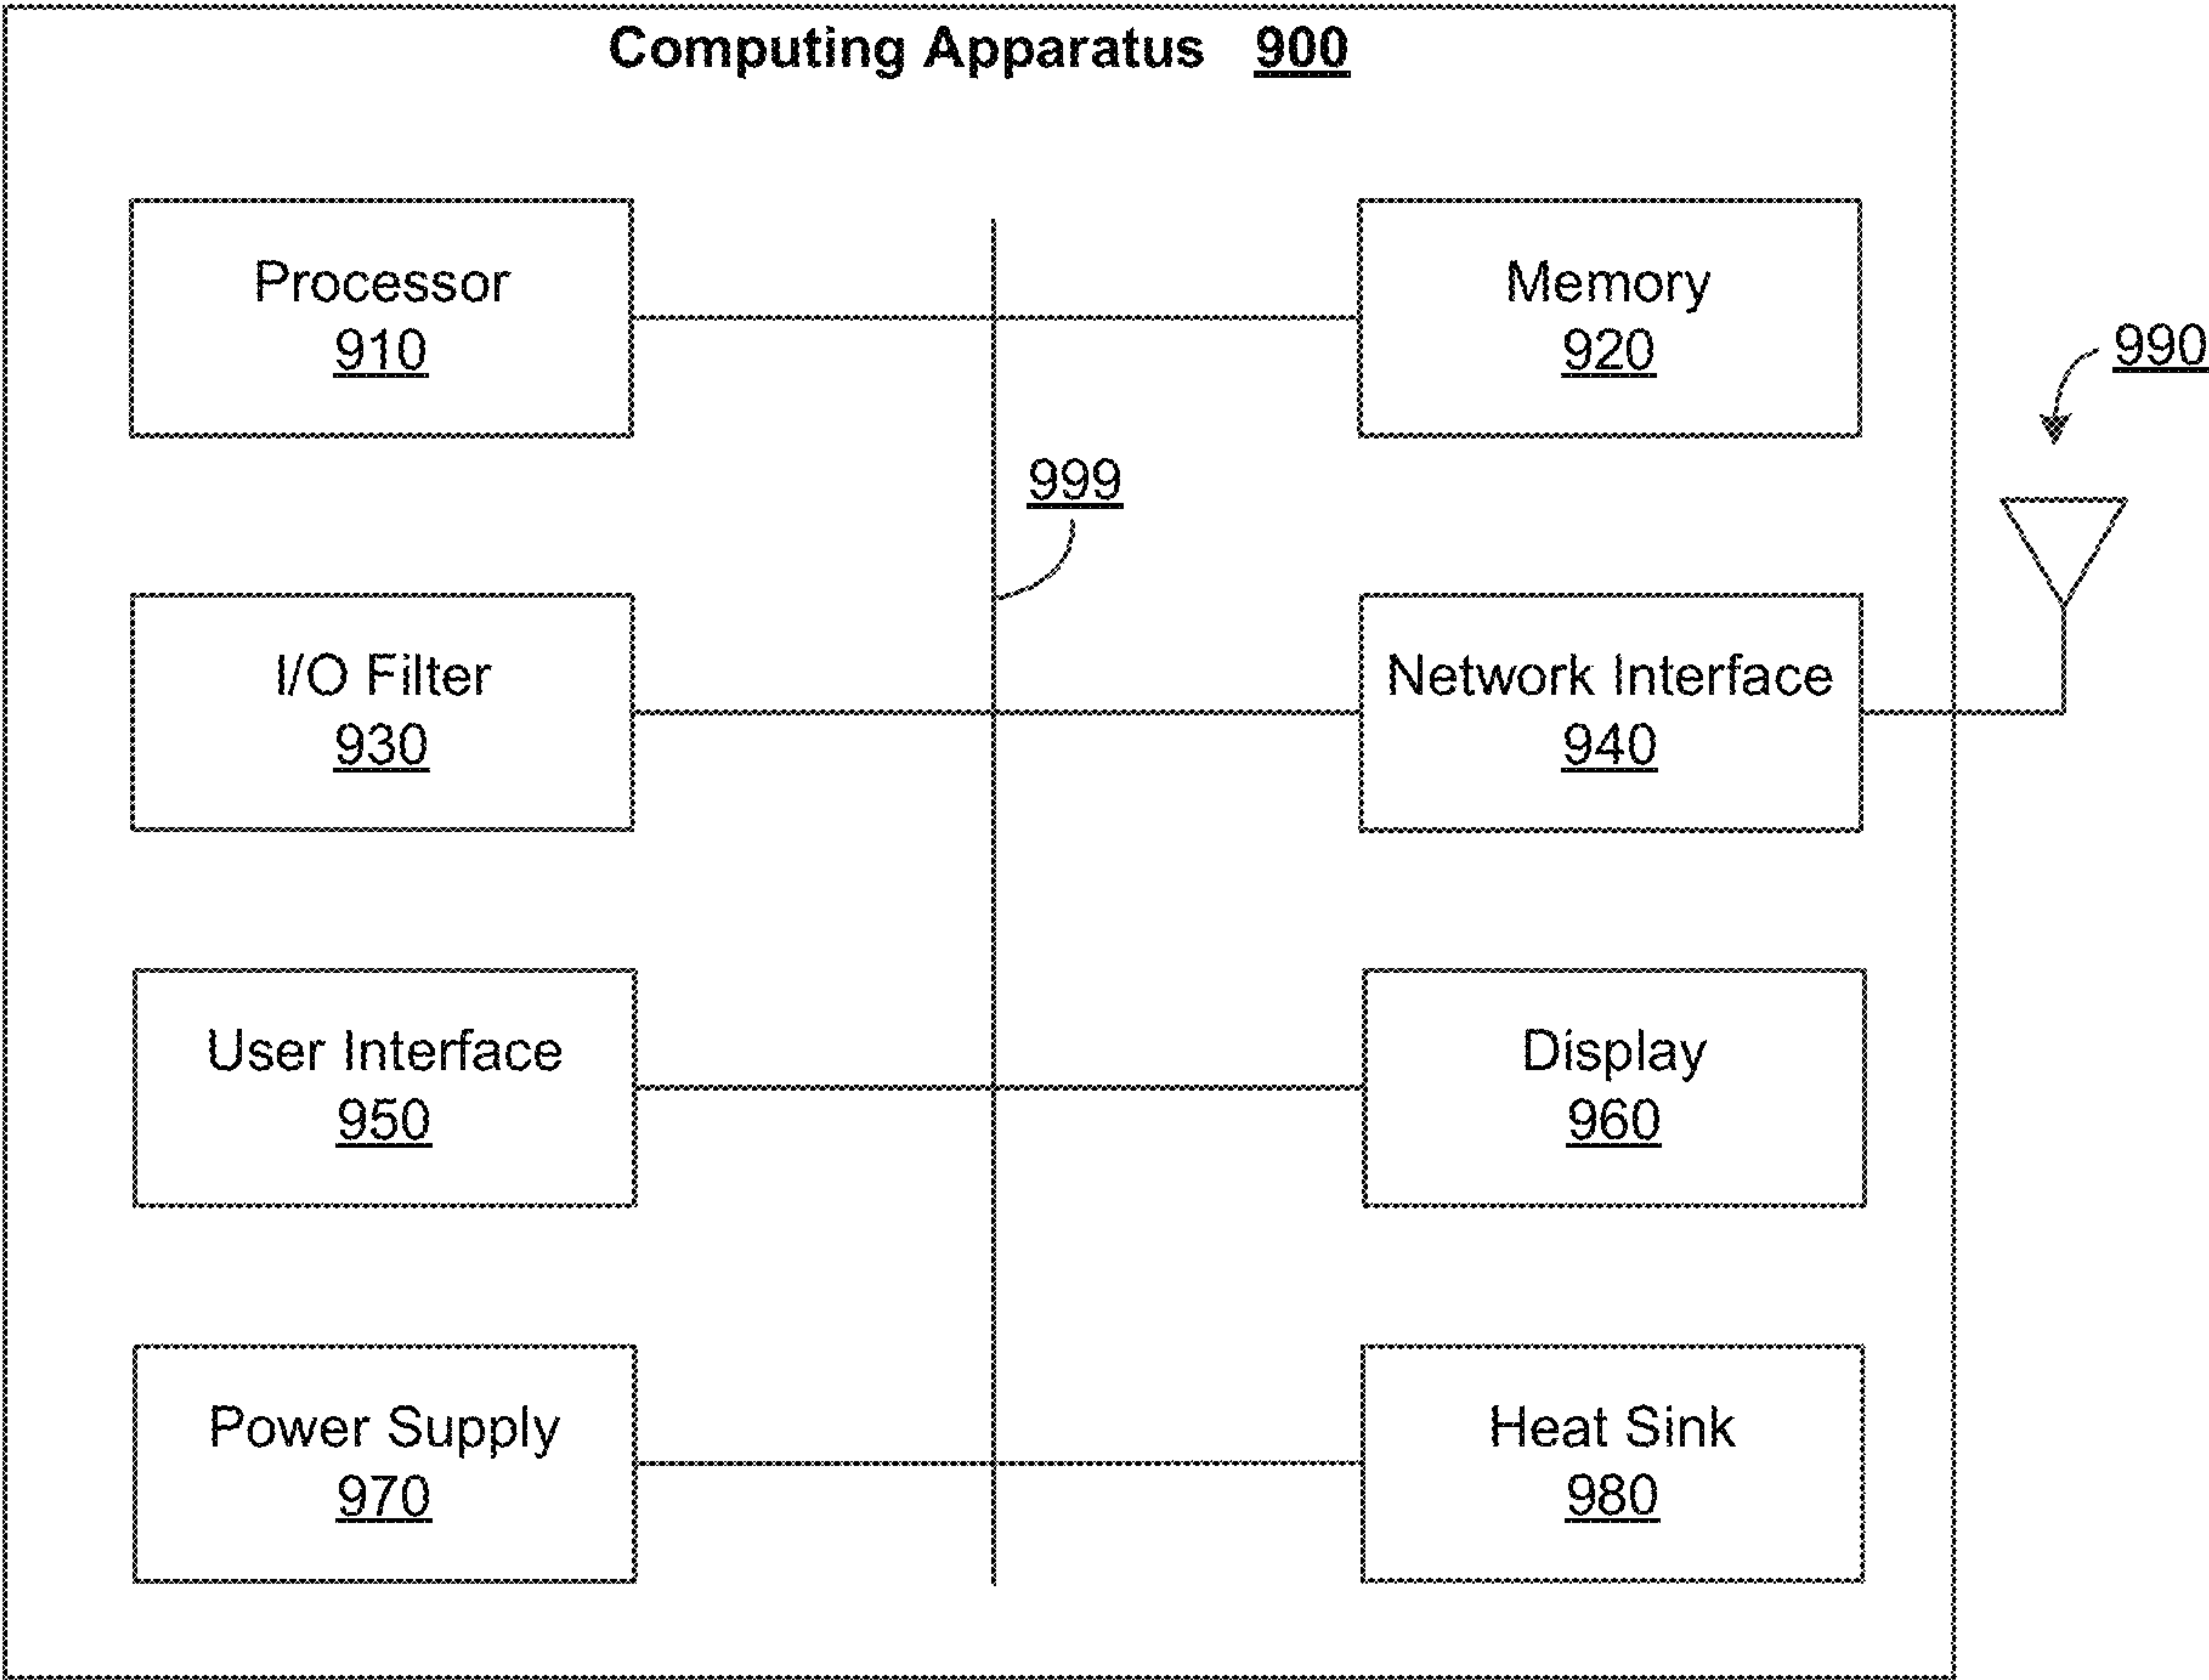 Computing Apparatus 900
Processor
910
Memory
920
990
999
I/O Filter
930
Network Interface
940
User Interface
950
Display
960
Power Supply
970
Heat Sink
980